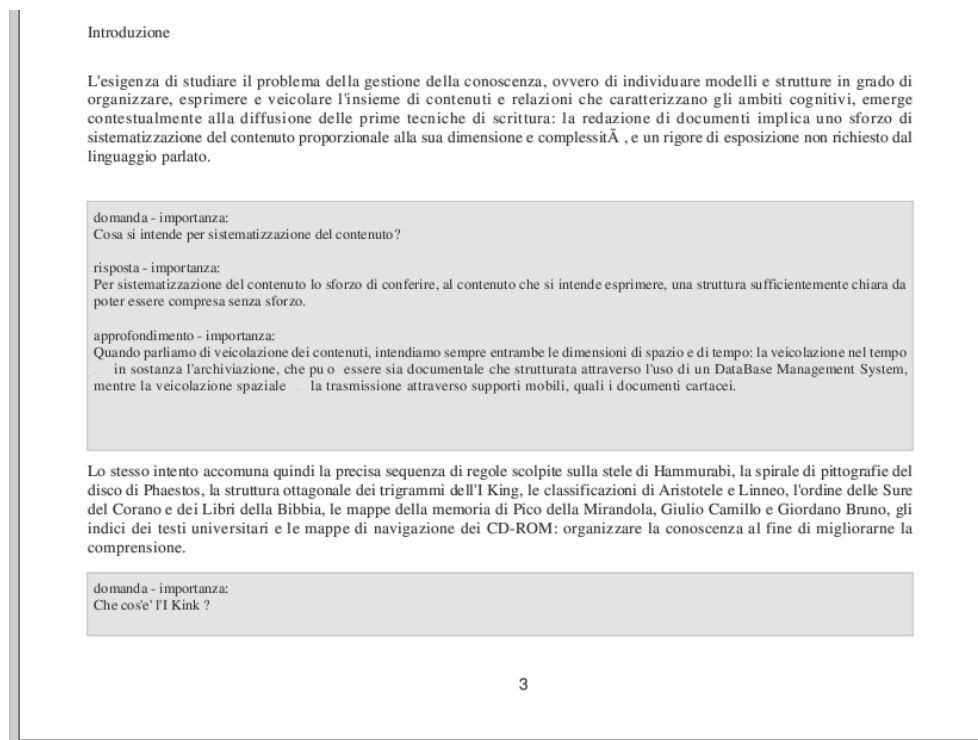 Introduzione
L'esigenza di studiare il problema della gestione della conoscenza, ovvero di individuare modelli e strutture in grado di
organizzare, esprimere e veicolare l'insieme di contenuti e relazioni che caratterizzano gli ambiti cognitivi, emerge
contestualmente alla diffusione delle prime tecniche di scrittura: la redazione di documenti implica uno sforzo di
sistematizzazione del contenuto proporzionale alla sua dimensione e complessitÃ , e un rigore di esposizione non richiesto dal
linguaggio parlato.
domanda - importanza:
Cosa si intende per sistematizzazione del contenuto?
risposta - importanza:
Per sistematizzazione del contenuto lo sforzo di conferire, al contenuto che si intende esprimere, una struttura sufficientemente chiara da
poter essere compresa senza sforzo.
approfondimento - importanza:
Quando parliamo di veicolazione dei contenuti, intendiamo sempre entrambe le dimensioni di spazio e di tempo: la veicolazione nel tempo
in sostanza l'archiviazione, che pu o essere sia documentale che strutturata attraverso l'uso di un DataBase Management System,
mentre la veicolazione spaziale la trasmissione attraverso supporti mobili, quali i documenti cartacei.
Lo stesso intento accomuna quindi la precisa sequenza di regole scolpite sulla stele di Hammurabi, la spirale di pittografie del
disco di Phaestos, la struttura ottagonale dei trigrammi dell'I King, le classificazioni di Aristotele e Linneo, l'ordine delle Sure
del Corano e dei Libri della Bibbia, le mappe della memoria di Pico della Mirandola, Giulio Camillo e Giordano Bruno, gli
indici dei testi universitari e le mappe di navigazione dei CD-ROM: organizzare la conoscenza al fine di migliorarne la
comprensione.
domanda - importanza:
Che cos'e' l'I Kink ?
3